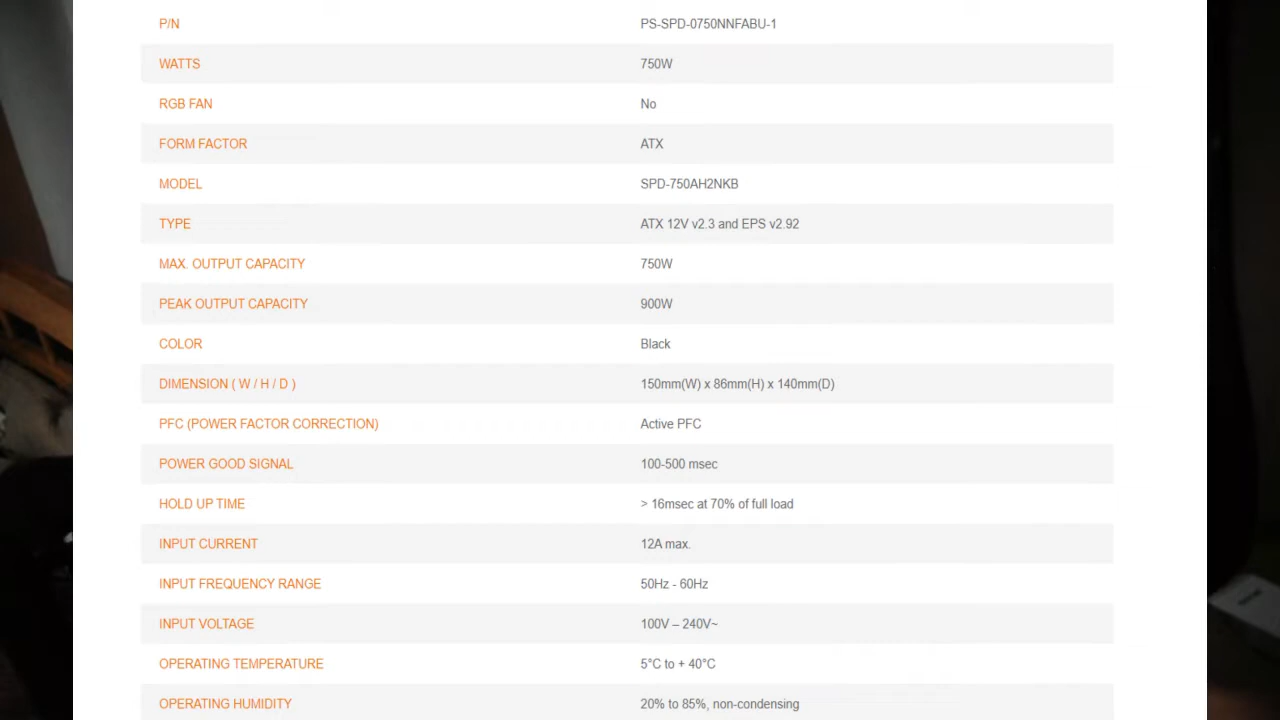 P/N PS-SPD-0750NNFABU-1
WATTS 750W
RGB FAN No
FORM FACTOR ATX
MODEL SPD-750AH2NKB
TYPE ATX 12V v2.3 and EPS v2.92
MAX. OUTPUT CAPACITY 750W
PEAK OUTPUT CAPACITY 900W
COLOR Black
DIMENSION ( W / H / D ) 150mm(W) x 86mm(H) x 140mm(D)
PFC (POWER FACTOR CORRECTION) Active PFC
POWER GOOD SIGNAL 100-500 msec
HOLD UP TIME > 16msec at 70% of full load
INPUT CURRENT 12A max.
INPUT FREQUENCY RANGE 50Hz - 60Hz
INPUT VOLTAGE 100V – 240V~
OPERATING TEMPERATURE 5°C to + 40°C
OPERATING HUMIDITY 20% to 85%, non-condensing